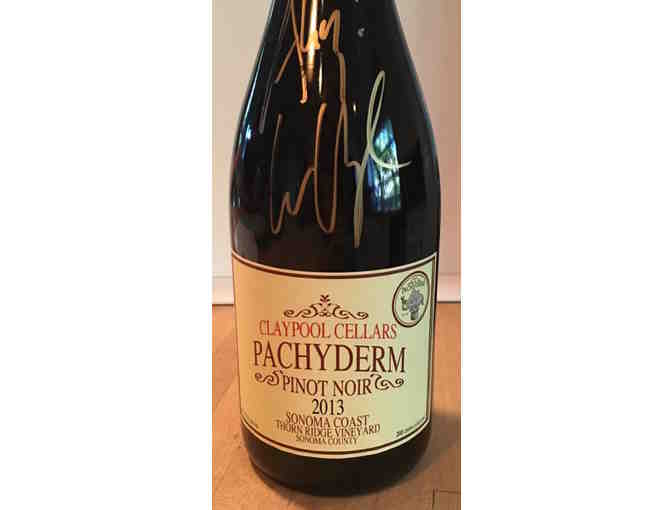 CLAYPOOL CELLARS
PACHYDERM
PINOT NOIR
2013
SONOMA COAST
THORN RIDGE VINEYARD
SONOMA COUNTY